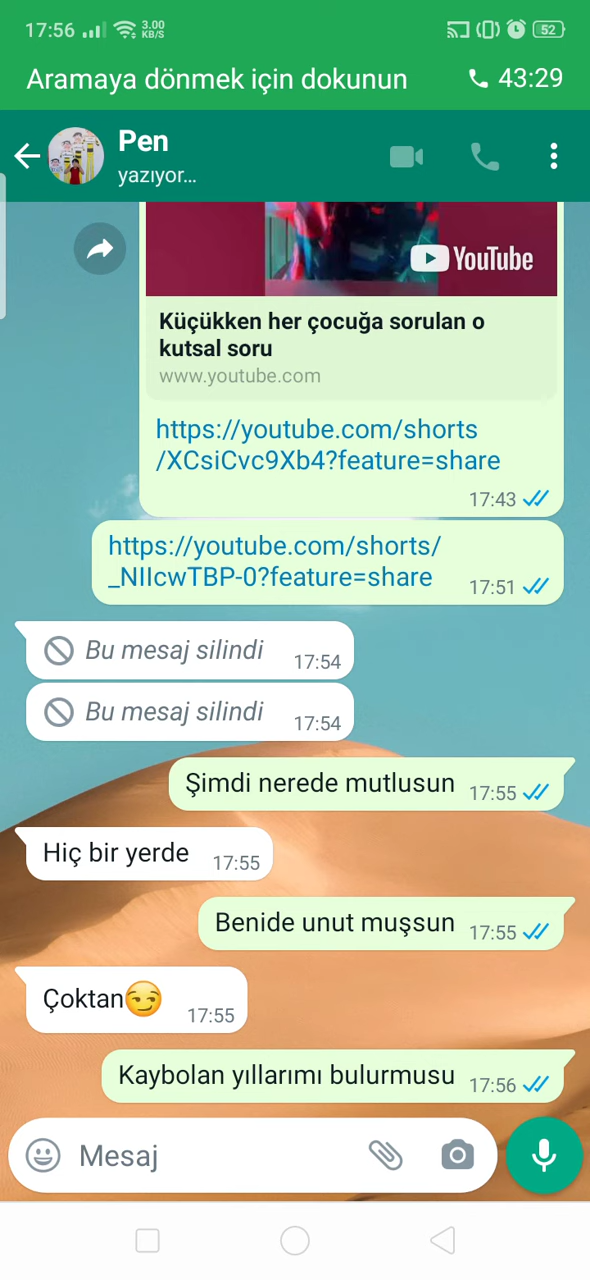 17:56 3.00 KB/S 52
Aramaya dönmek için dokunun 43:29
Pen
yazıyor...
YouTube
Küçükken her çocuğa sorulan o
kutsal soru
www.youtube.com
https://youtube.com/shorts
/XCsiCvc9Xb4?feature=share
17:43
https://youtube.com/shorts/
_NIIcwTBP-0?feature=share 17:51
Bu mesaj silindi 17:54
Bu mesaj silindi 17:54
Şimdi nerede mutlusun 17:55
Hiç bir yerde 17:55
Benide unut muşsun 17:55
Çoktan😏 17:55
Kaybolan yıllarımı bulurmusu 17:56
Mesaj